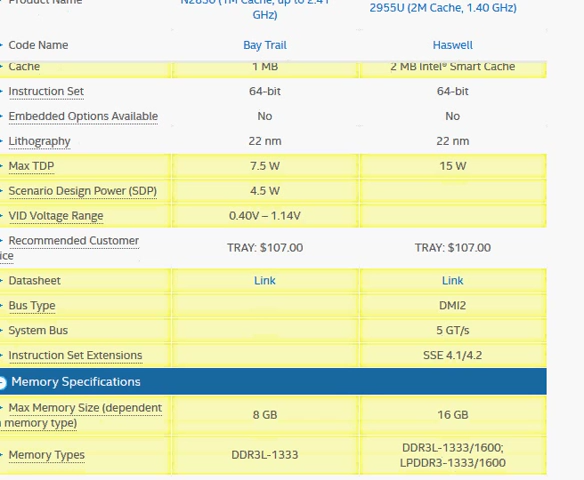 Product Name N2830 (1M Cache, up to 2.41 GHz) 2955U (2M Cache, 1.40 GHz)
Code Name Bay Trail Haswell
Cache 1 MB 2 MB Intel® Smart Cache
Instruction Set 64-bit 64-bit
Embedded Options Available No No
Lithography 22 nm 22 nm
Max TDP 7.5 W 15 W
Scenario Design Power (SDP) 4.5 W
VID Voltage Range 0.40V – 1.14V
Recommended Customer
ice TRAY: $107.00 TRAY: $107.00
Datasheet Link Link
Bus Type DMI2
System Bus 5 GT/s
Instruction Set Extensions SSE 4.1/4.2
Memory Specifications
Max Memory Size (dependent
memory type) 8 GB 16 GB
Memory Types DDR3L-1333 DDR3L-1333/1600;
LPDDR3-1333/1600